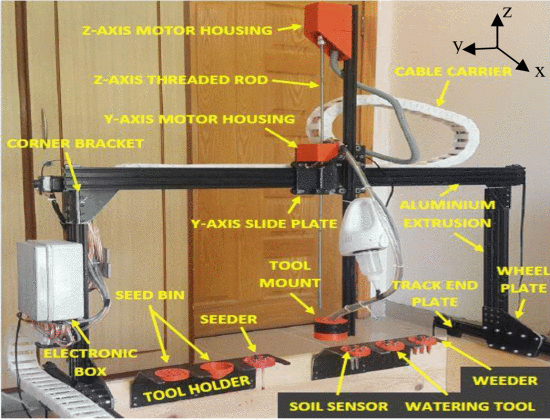 Z-AXIS MOTOR HOUSING
z
y
x
Z-AXIS THREADED ROD
CABLE CARRIER
Y-AXIS MOTOR HOUSING
CORNER BRACKET
Y-AXIS SLIDE PLATE
ALUMINIUM
EXTRUSION
TOOL
MOUNT
TRACK END
PLATE
WHEEL
PLATE
SEED BIN
SEEDER
ELECTRONIC
BOX
TOOL HOLDER
WEEDER
SOIL SENSOR
WATERING TOOL